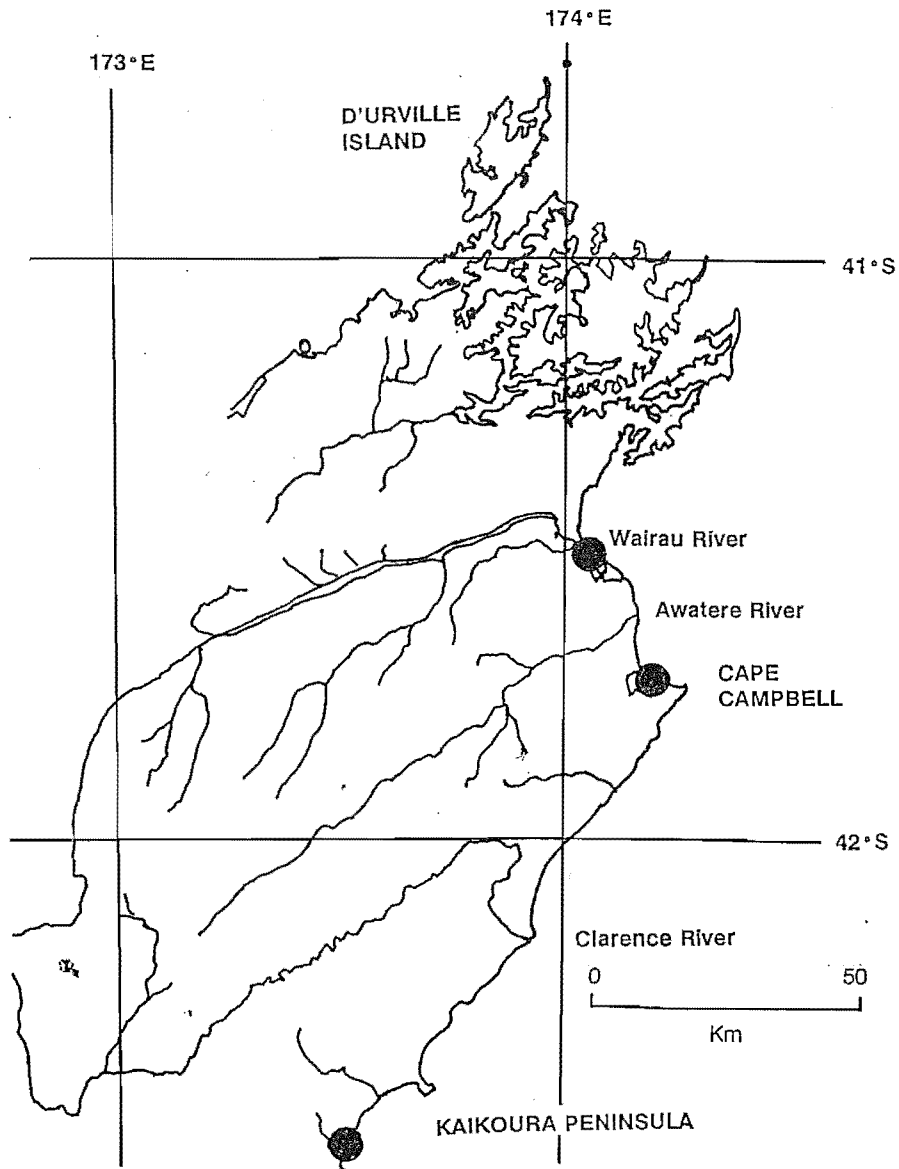 174°E
173°E
D'URVILLE
ISLAND
41°S
Wairau River
Awatere River
CAPE
CAMPBELL
42°S
Clarence River
0 50
Km
KAIKOURA PENINSULA